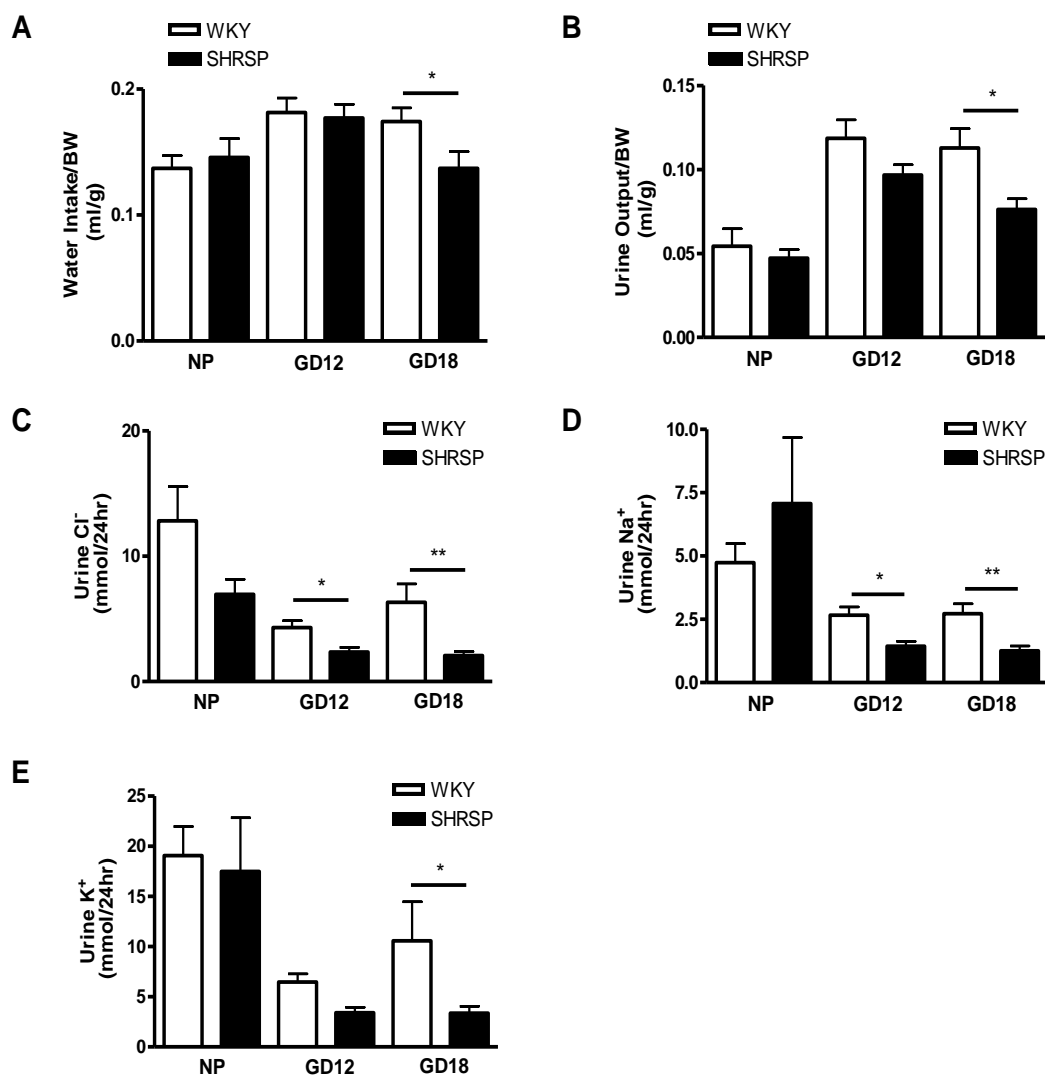 A
WKY
SHRSP
*
0.2
0.1
0.0
Water Intake/BW
(ml/g)
NP GD12 GD18
B
WKY
SHRSP
*
0.15
0.10
0.05
0.00
Urine Output/BW
(ml/g)
NP GD12 GD18
C
WKY
SHRSP
* **
20
10
0
Urine Cl⁻
(mmol/24hr)
NP GD12 GD18
D
WKY
SHRSP
* **
10.0
7.5
5.0
2.5
0.0
Urine Na⁺
(mmol/24hr)
NP GD12 GD18
E
WKY
SHRSP
*
25
20
15
10
5
0
Urine K⁺
(mmol/24hr)
NP GD12 GD18